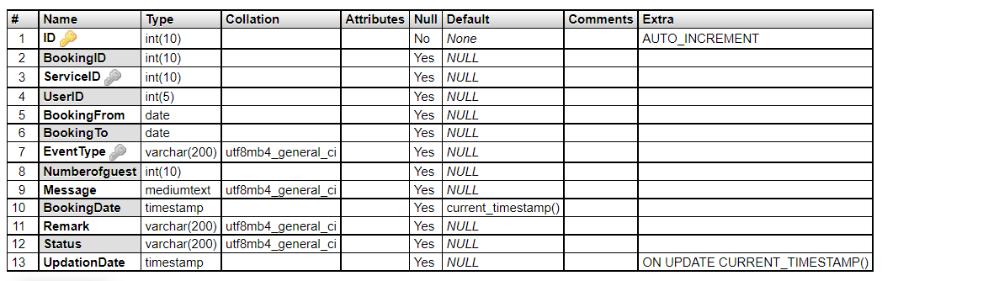 # Name Type Collation Attributes Null Default Comments Extra
1 ID int(10) No None AUTO_INCREMENT
2 BookingID int(10) Yes NULL
3 ServiceID int(10) Yes NULL
4 UserID int(5) Yes NULL
5 BookingFrom date Yes NULL
6 BookingTo date Yes NULL
7 EventType varchar(200) utf8mb4_general_ci Yes NULL
8 Numberofguest int(10) Yes NULL
9 Message mediumtext utf8mb4_general_ci Yes NULL
10 BookingDate timestamp Yes current_timestamp()
11 Remark varchar(200) utf8mb4_general_ci Yes NULL
12 Status varchar(200) utf8mb4_general_ci Yes NULL
13 UpdationDate timestamp Yes NULL ON UPDATE CURRENT_TIMESTAMP()